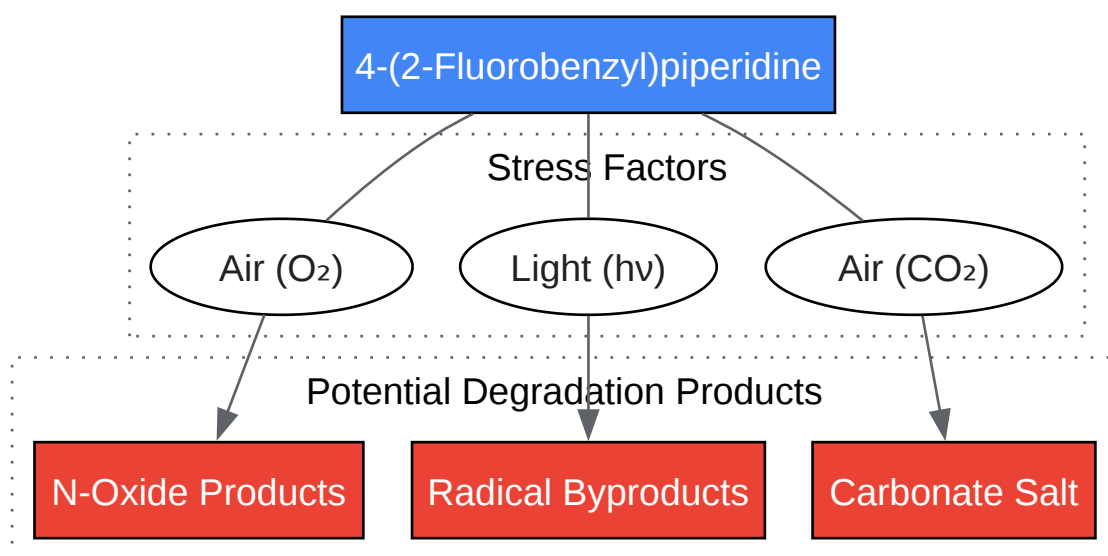 4-(2-Fluorobenzyl)piperidine
Stress Factors
Air (O₂)
Light (hν)
Air (CO₂)
Potential Degradation Products
N-Oxide Products
Radical Byproducts
Carbonate Salt